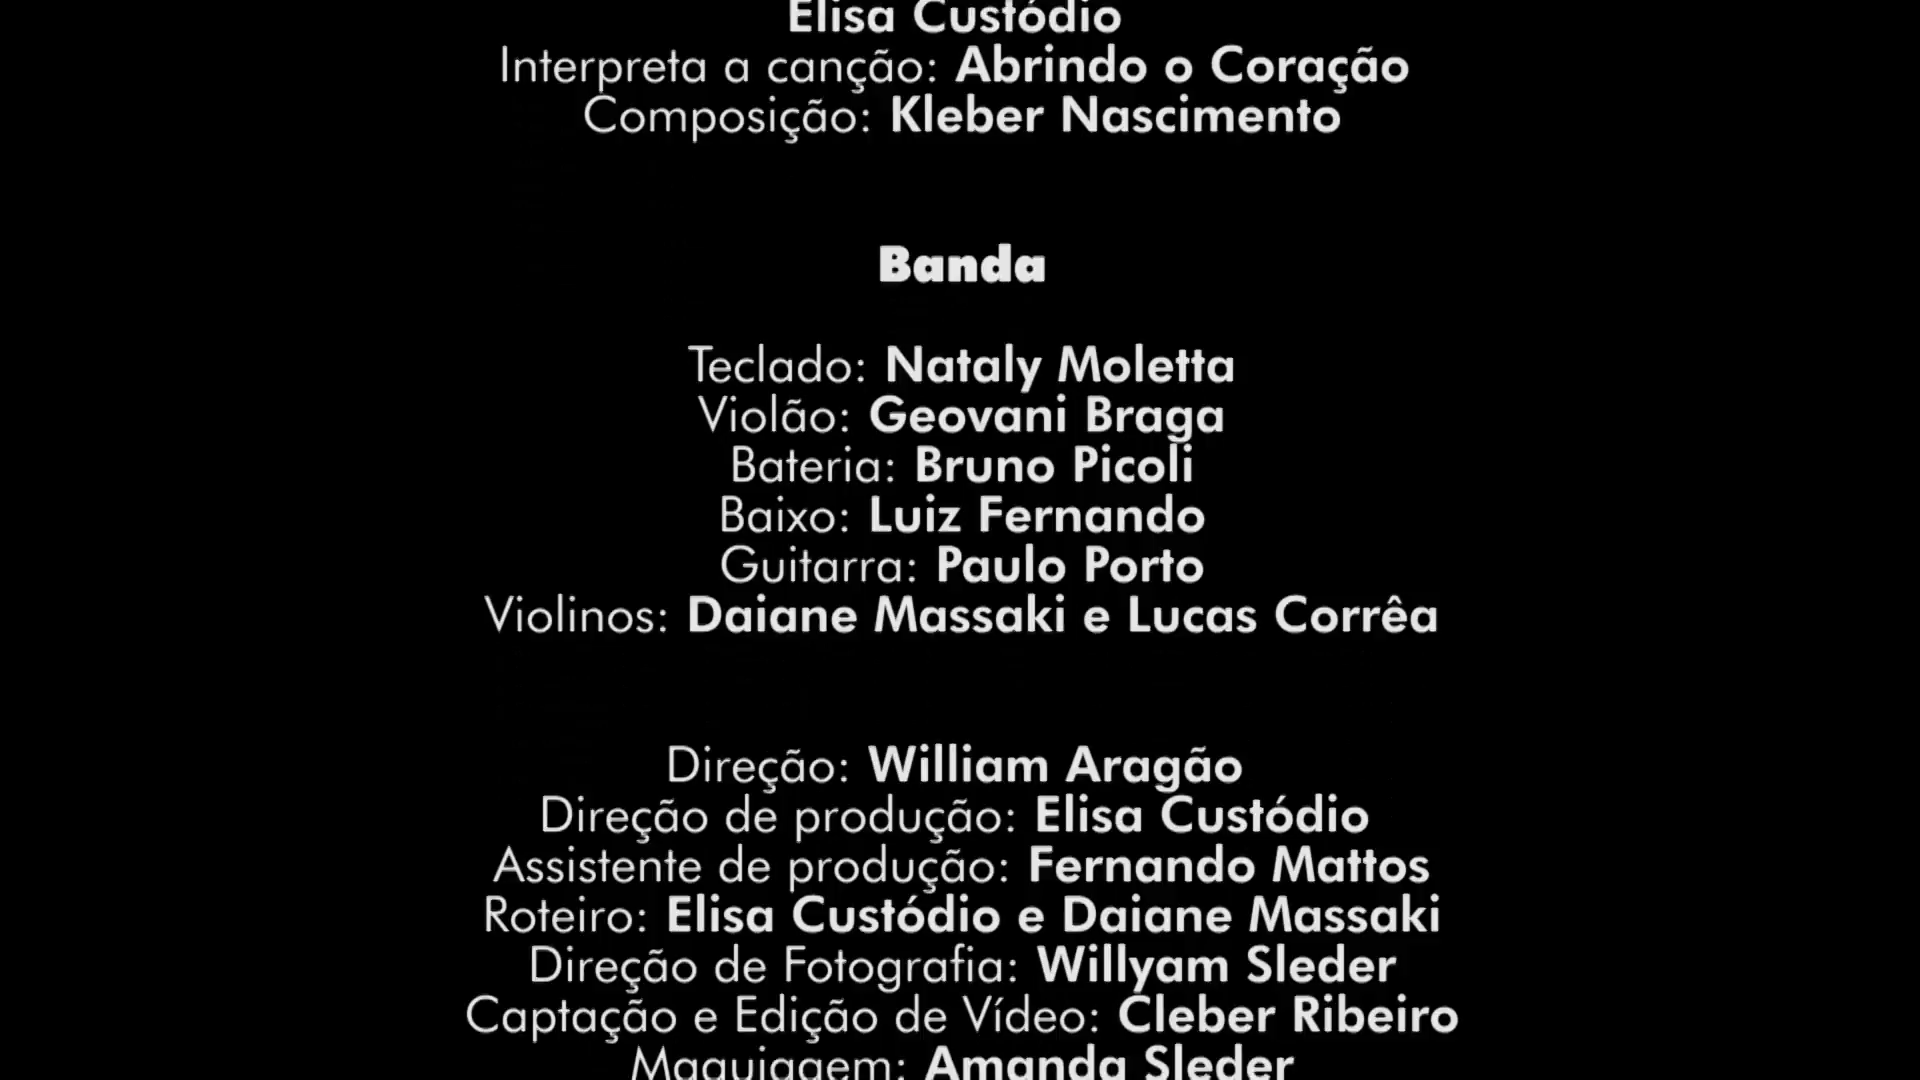 Elisa Custódio
Interpreta a canção: Abrindo o Coração
Composição: Kleber Nascimento
Banda
Teclado: Nataly Moletta
Violão: Geovani Braga
Bateria: Bruno Picoli
Baixo: Luiz Fernando
Guitarra: Paulo Porto
Violinos: Daiane Massaki e Lucas Corrêa
Direção: William Aragão
Direção de produção: Elisa Custódio
Assistente de produção: Fernando Mattos
Roteiro: Elisa Custódio e Daiane Massaki
Direção de Fotografia: Willyam Sleder
Captação e Edição de Vídeo: Cleber Ribeiro
Maquiagem: Amanda Sleder